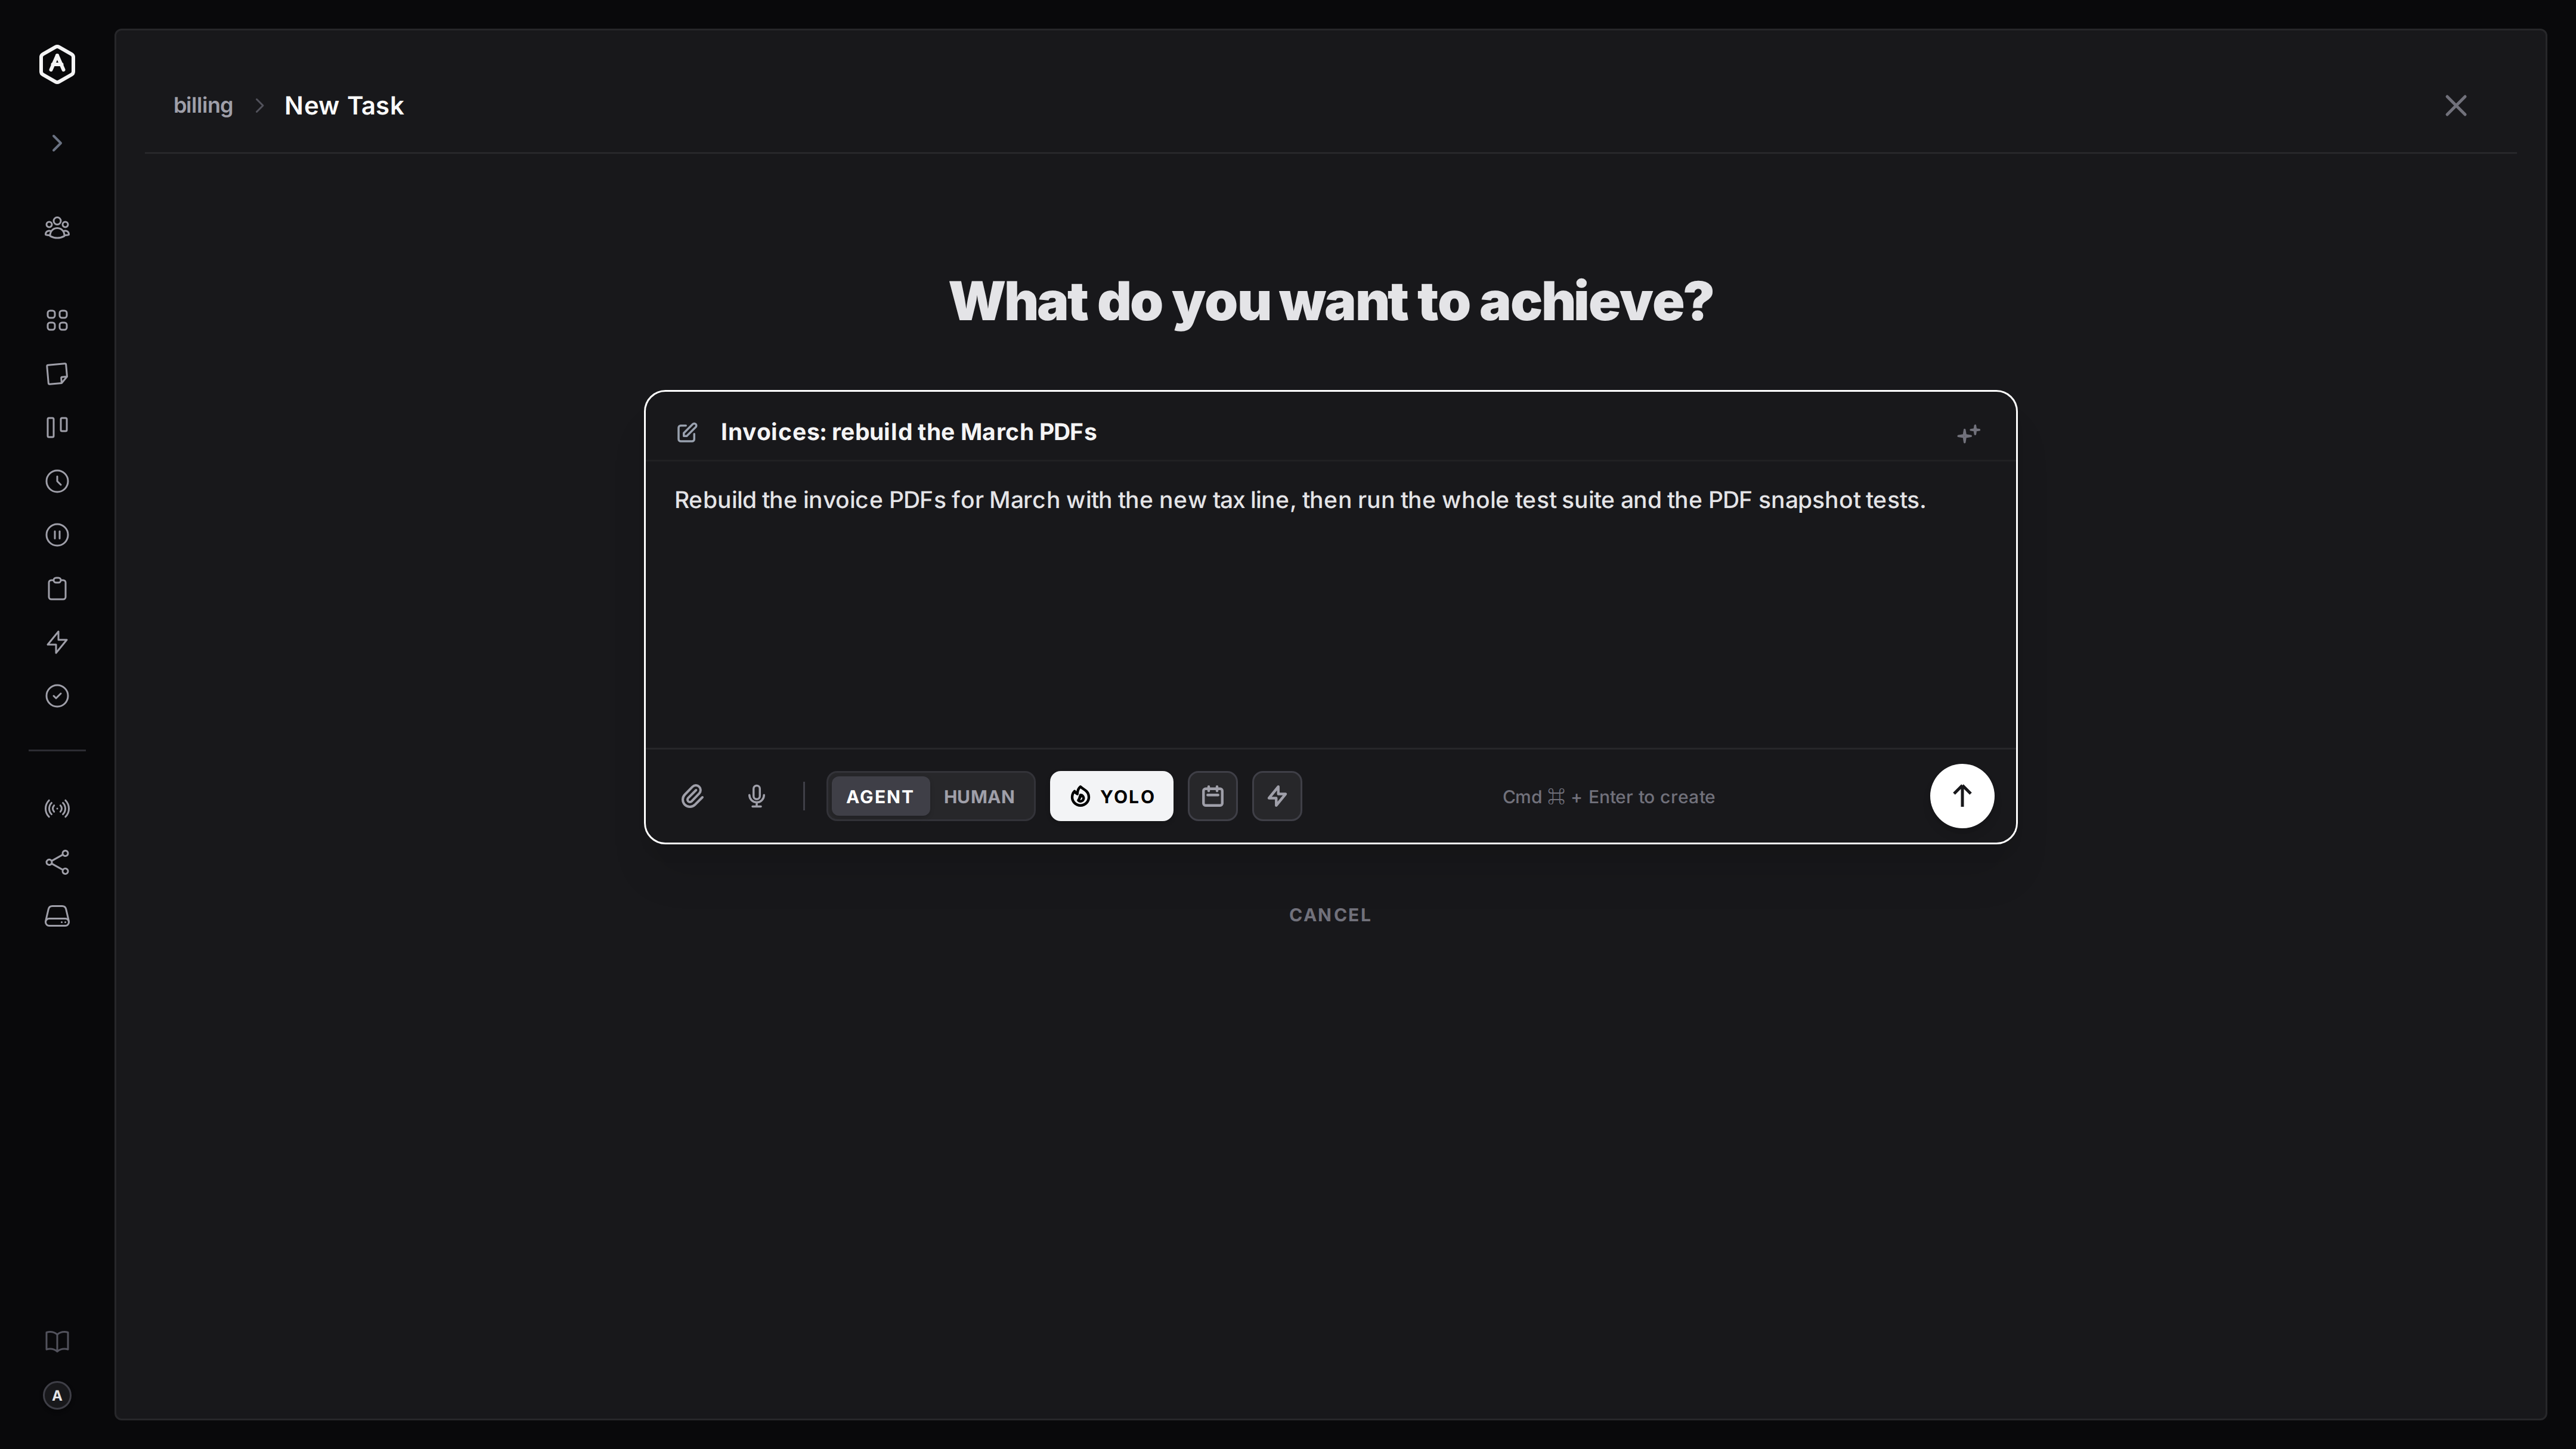 billing > New Task
What do you want to achieve?
Invoices: rebuild the March PDFs
Rebuild the invoice PDFs for March with the new tax line, then run the whole test suite and the PDF snapshot tests.
AGENT HUMAN YOLO Cmd ⌘ + Enter to create
CANCEL
A